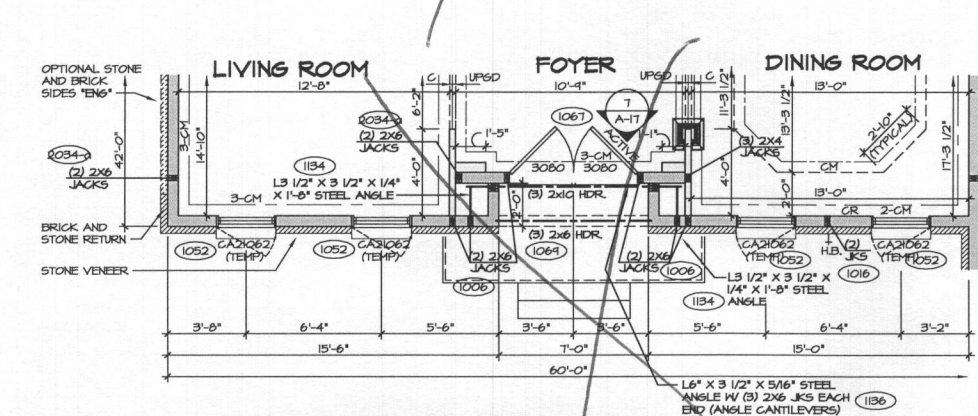 OPTIONAL STONE
AND BRICK
SIDES "ENG"
LIVING ROOM
FOYER
DINING ROOM
12'-8"
C
UPGD
10'-4"
UPGD
C
13'-0"
42'-0"
3-CM
14'-10"
6'-2"
2034-a
(2) 2X6
JACKS
1'-5"
1067
7
A-17
1'-1"
(3) 2X4
JACKS
11'-3 1/2"
13'-3 1/2"
2'-10"
(TYPICAL)
17'-3 1/2"
2034-a
(2) 2X6
JACKS
1134
L3 1/2" X 3 1/2" X 1/4"
X 1'-8" STEEL ANGLE
4'-0"
3080
3-CM
3080
ACTIVE
4'-0"
CM
3-CM
2'-0"
(3) 2x10 HDR.
2'-0"
13'-0"
CR
2-CM
BRICK AND
STONE RETURN
(3) 2x6 HDR.
1052
CA21062
(TEMP)
1052
CA21062
(TEMP)
(2) 2X6
JACKS
1069
(2) 2X6
JACKS
1006
CA21062
(TEMP)
1052
H.B.
(2)
JKS
1016
CA21062
(TEMP)
1052
STONE VENEER
1006
L3 1/2" X 3 1/2" X
1/4" X 1'-8" STEEL
ANGLE
1134
3'-8"
6'-4"
5'-6"
3'-6"
3'-6"
5'-6"
6'-4"
3'-2"
15'-6"
7'-0"
15'-0"
60'-0"
L6" X 3 1/2" X 5/16" STEEL
ANGLE W/ (3) 2X6 JKS EACH
END (ANGLE CANTILEVERS)
1136